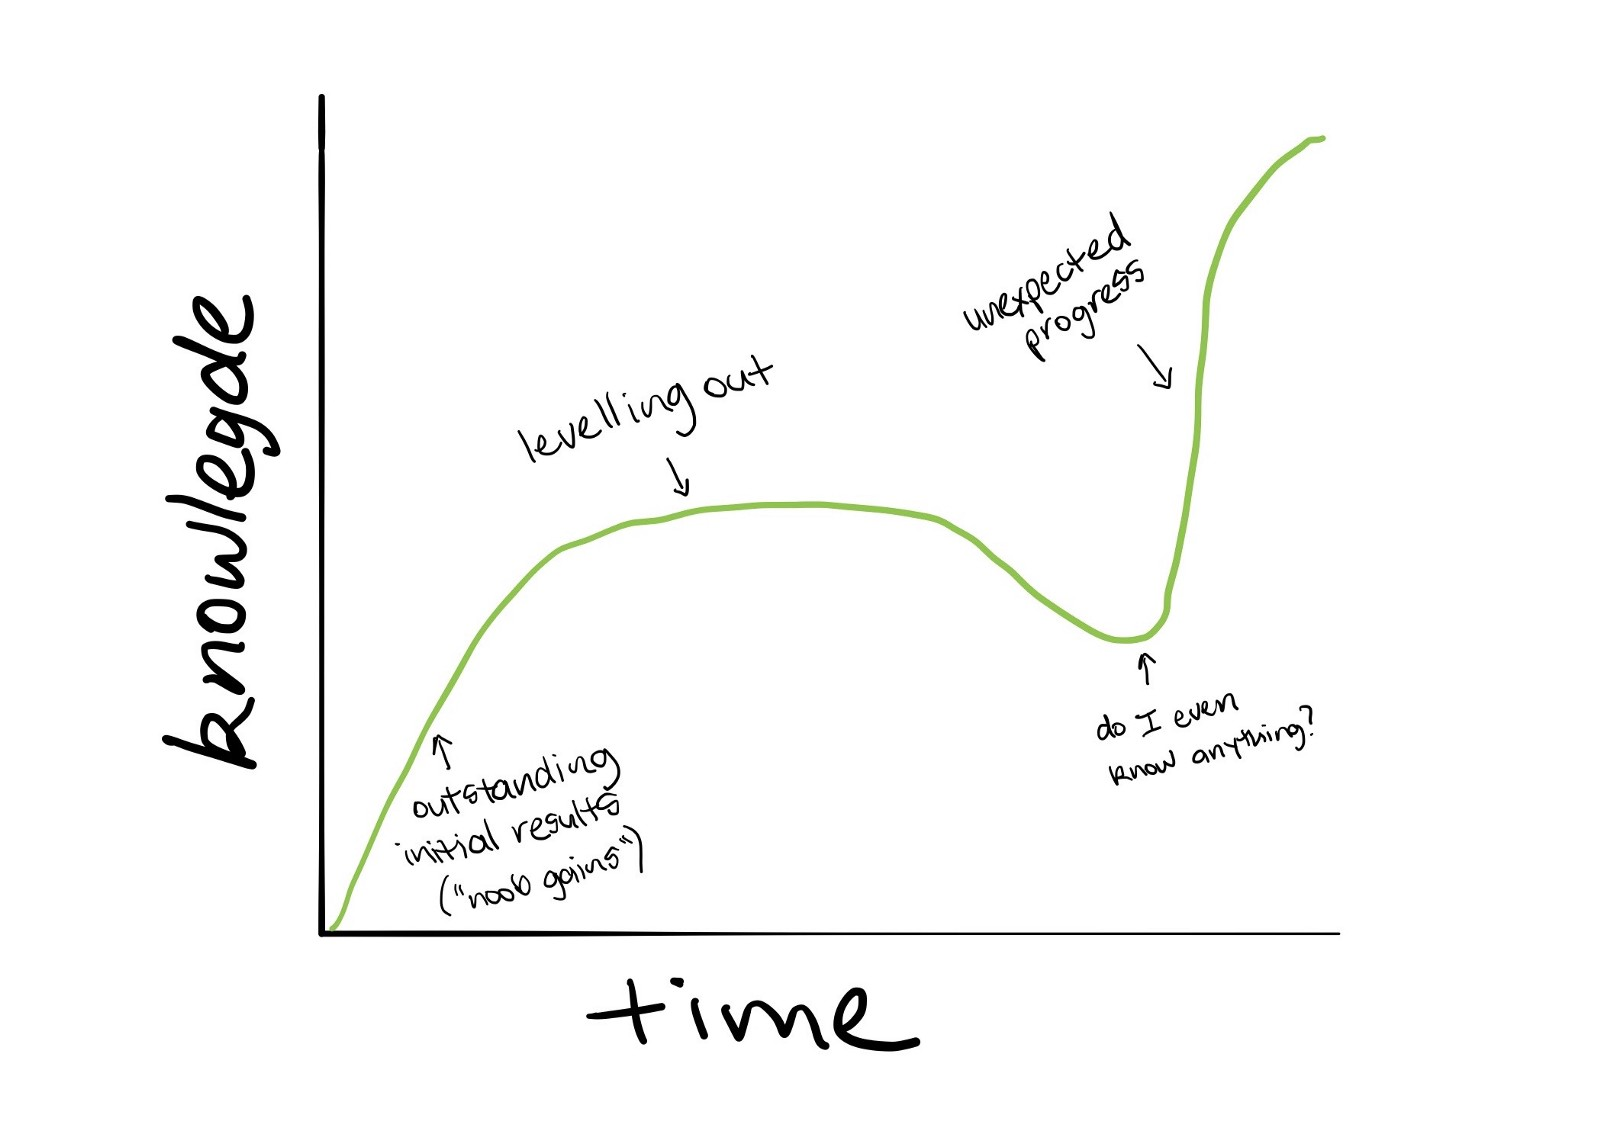 knowlegde
unexpected
progress
levelling out
do I even
know anything?
outstanding
initial results
("noob gains")
time